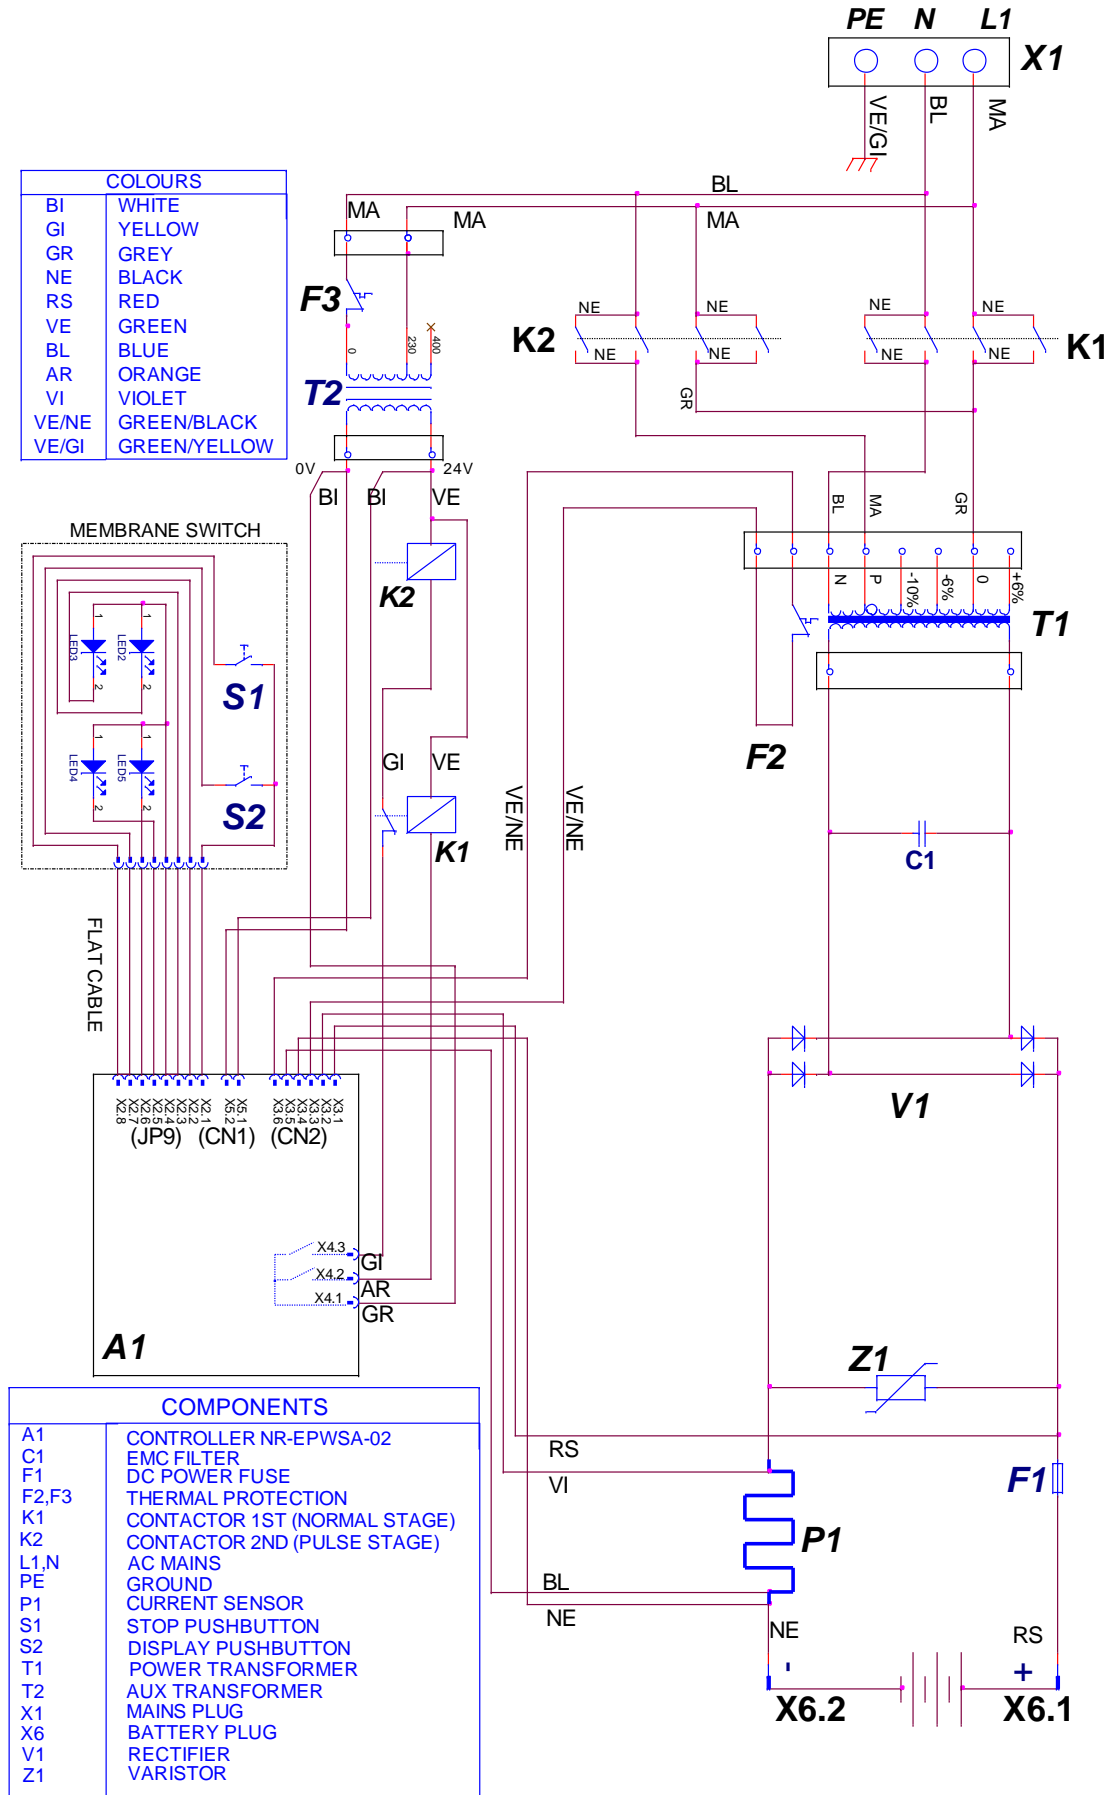 PE N L1
X1
VE/GI
BL
MA
COLOURS
BI WHITE
GI YELLOW
GR GREY
NE BLACK
RS RED
VE GREEN
BL BLUE
AR ORANGE
VI VIOLET
VE/NE GREEN/BLACK
VE/GI GREEN/YELLOW
BL
MA MA MA
F3
NE NE NE NE
K2 K1
NE NE NE NE
0 230 400
T2
GR
0V 24V
BI BI VE
BL MA GR
N P -10% -6% 0 +6%
T1
MEMBRANE SWITCH
K2
1 1
LED3 LED2
2 2
S1
1 1
LED4 LED5
2 2
S2
F2
GI VE
K1
VE/NE VE/NE
C1
FLAT CABLE
V1
X2.8 X2.7 X2.6 X2.5 X2.4 X2.3 X2.2 X2.1 X5.2 X5.1 X3.6 X3.5 X3.4 X3.3 X3.2 X3.1
(JP9) (CN1) (CN2)
X4.3 GI
X4.2 AR
X4.1 GR
A1
Z1
COMPONENTS
A1 CONTROLLER NR-EPWSA-02
C1 EMC FILTER
F1 DC POWER FUSE
F2,F3 THERMAL PROTECTION
K1 CONTACTOR 1ST (NORMAL STAGE)
K2 CONTACTOR 2ND (PULSE STAGE)
L1,N AC MAINS
PE GROUND
P1 CURRENT SENSOR
S1 STOP PUSHBUTTON
S2 DISPLAY PUSHBUTTON
T1 POWER TRANSFORMER
T2 AUX TRANSFORMER
X1 MAINS PLUG
X6 BATTERY PLUG
V1 RECTIFIER
Z1 VARISTOR
RS
VI
F1
P1
BL
NE
NE RS
- +
X6.2 X6.1